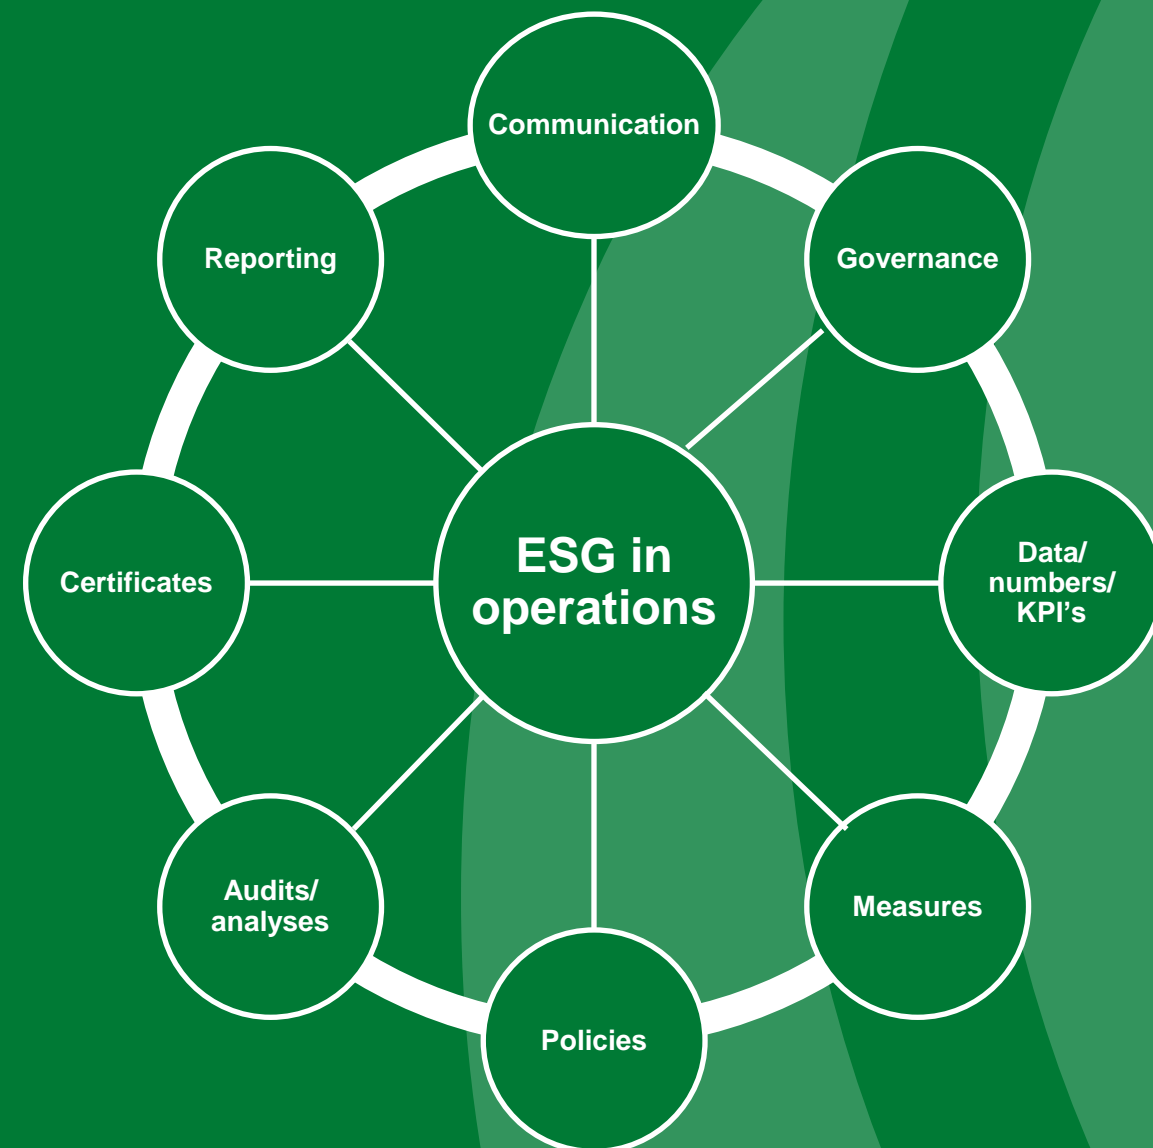 Communication
Reporting
Governance
ESG in
operations
Certificates
Data/
numbers/
KPI's
Audits/
analyses
Measures
Policies